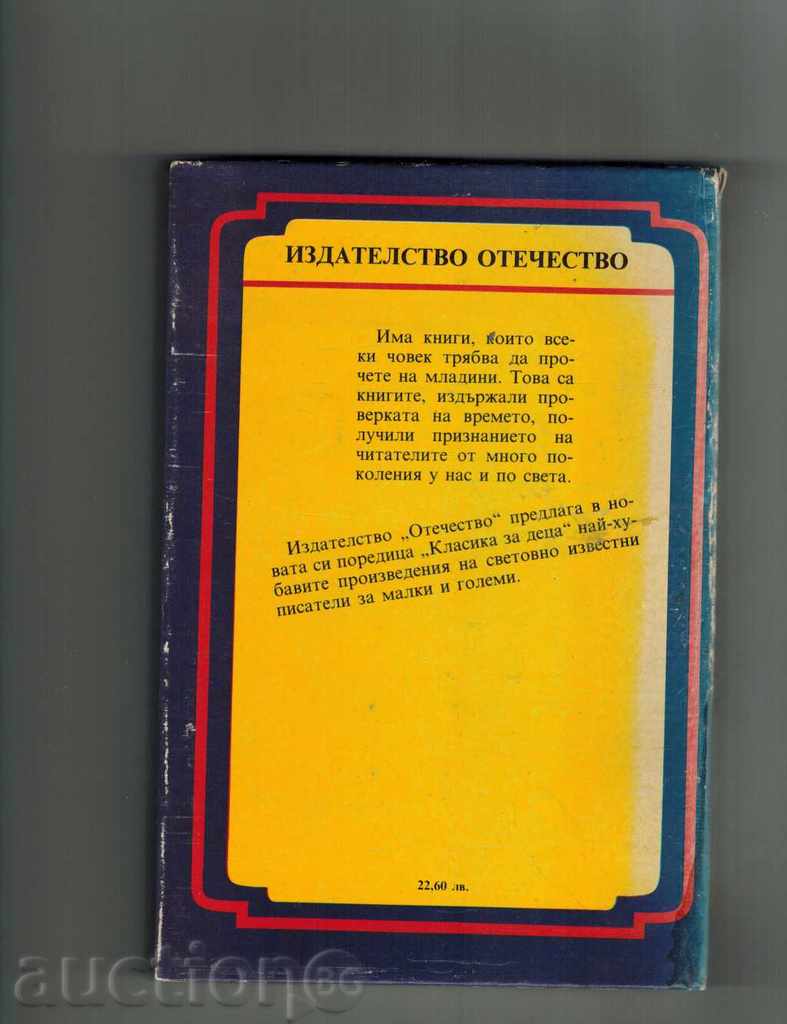 ИЗДАТЕЛСТВО ОТЕЧЕСТВО
Има книги, които все-
ки човек трябва да про-
чете на младини. Това са
книгите, издържали про-
верката на времето, по-
лучили признанието на
читателите от много по-
коления у нас и по света.
Издателство „Отечество“ предлага в но-
вата си поредица „Класика за деца“ най-ху-
бавите произведения на световно известни
писатели за малки и големи.
22,60 лв.
auctionBG